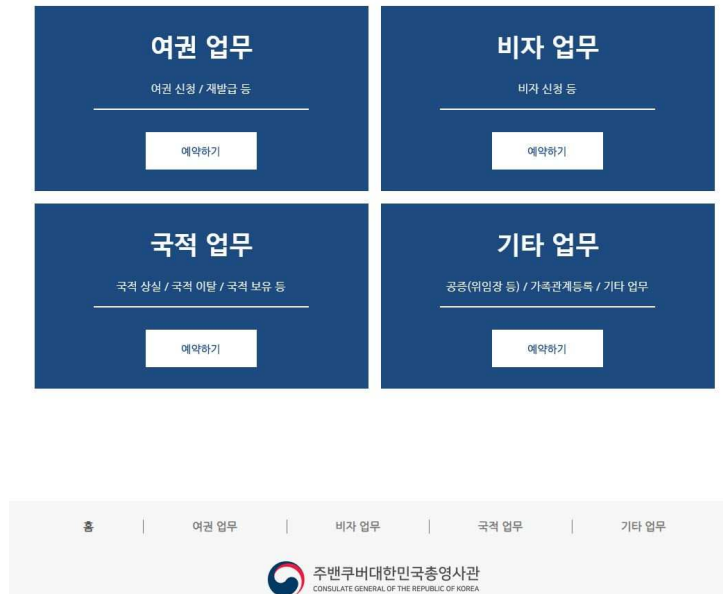 여권 업무
여권 신청 / 재발급 등
예약하기
비자 업무
비자 신청 등
예약하기
국적 업무
국적 상실 / 국적 이탈 / 국적 보유 등
예약하기
기타 업무
공증(위임장 등) / 가족관계등록 / 기타 업무
예약하기
홈 | 여권 업무 | 비자 업무 | 국적 업무 | 기타 업무
주밴쿠버대한민국총영사관
CONSULATE GENERAL OF THE REPUBLIC OF KOREA